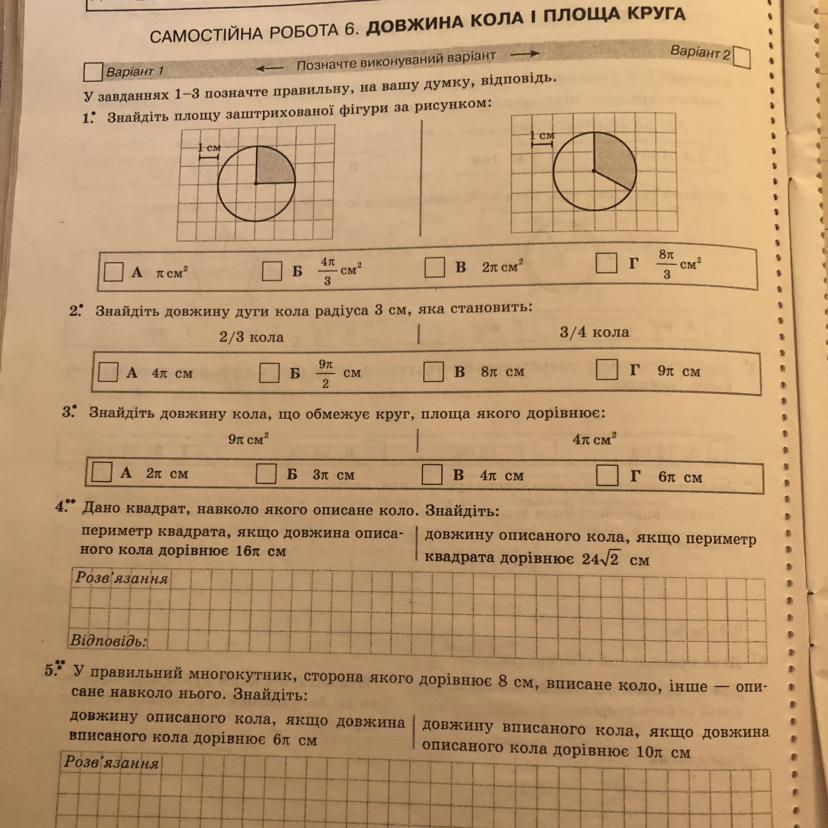 САМОСТІЙНА РОБОТА 6. ДОВЖИНА КОЛА І ПЛОЩА КРУГА
Варіант 1 ← Позначте виконуваний варіант → Варіант 2
У завданнях 1–3 позначте правильну, на вашу думку, відповідь.
1.• Знайдіть площу заштрихованої фігури за рисунком:
1 см 1 см
А π см² Б 4π/3 см² В 2π см² Г 8π/3 см²
2.• Знайдіть довжину дуги кола радіуса 3 см, яка становить:
2/3 кола | 3/4 кола
А 4π см Б 9π/2 см В 8π см Г 9π см
3.• Знайдіть довжину кола, що обмежує круг, площа якого дорівнює:
9π см² | 4π см²
А 2π см Б 3π см В 4π см Г 6π см
4.•• Дано квадрат, навколо якого описане коло. Знайдіть:
периметр квадрата, якщо довжина описа-
ного кола дорівнює 16π см
довжину описаного кола, якщо периметр
квадрата дорівнює 24√2 см
Розв'язання
Відповідь:
5.•• У правильний многокутник, сторона якого дорівнює 8 см, вписане коло, інше — опи-
сане навколо нього. Знайдіть:
довжину описаного кола, якщо довжина
вписаного кола дорівнює 6π см
довжину вписаного кола, якщо довжина
описаного кола дорівнює 10π см
Розв'язання